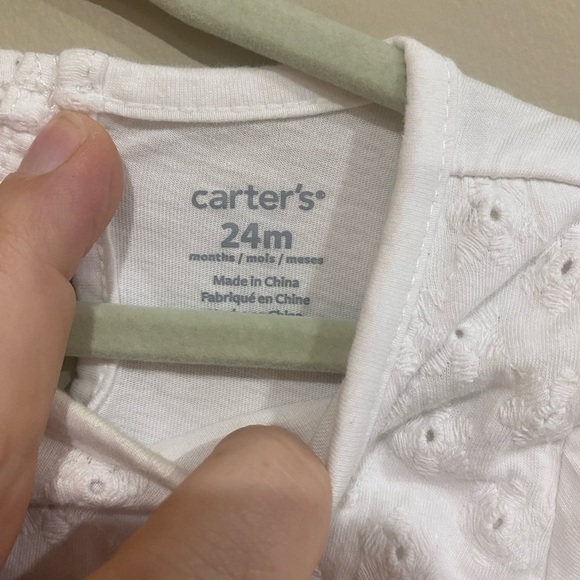 carter's®
24m
months / mois / meses
Made in China
Fabriqué en Chine